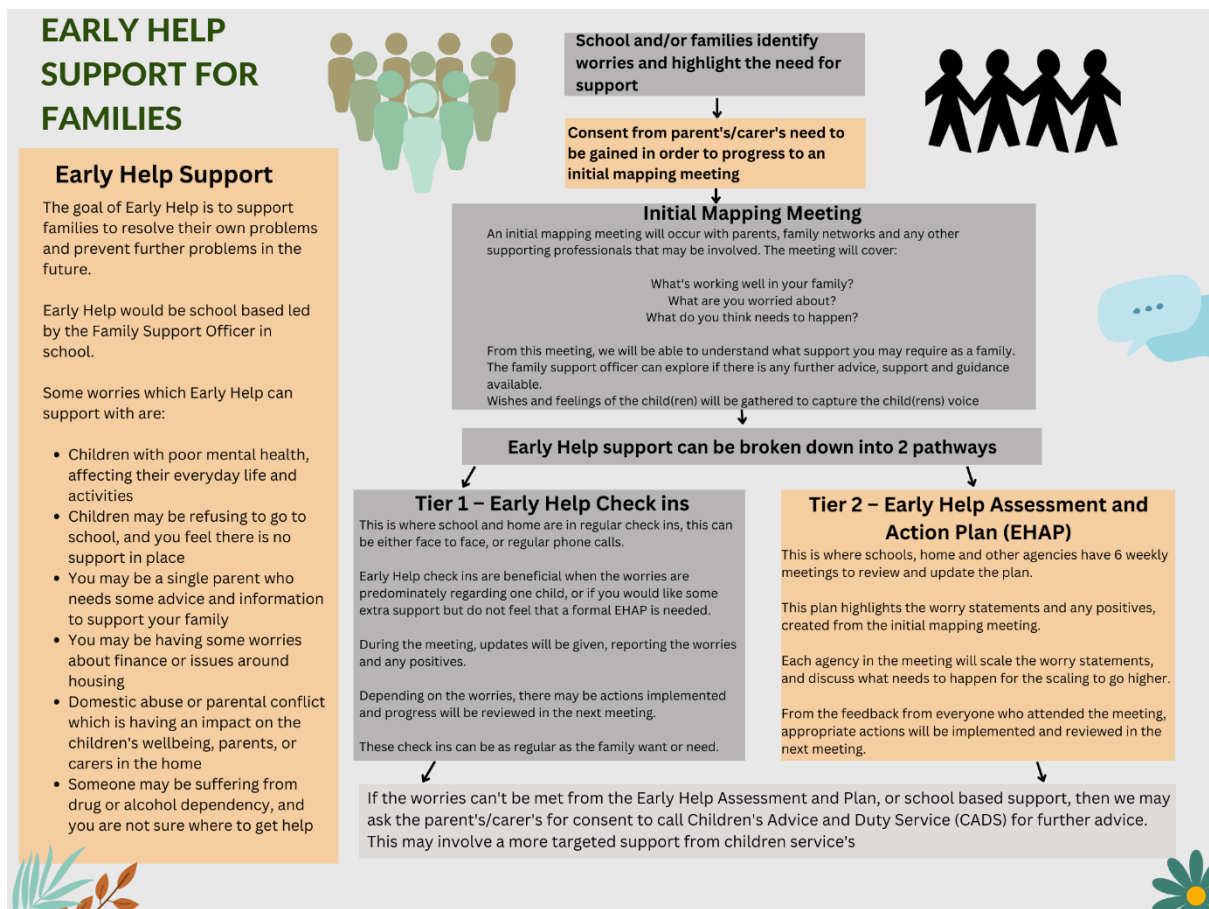 EARLY HELP
SUPPORT FOR
FAMILIES
Early Help Support
The goal of Early Help is to support
families to resolve their own problems
and prevent further problems in the
future.
Early Help would be school based led
by the Family Support Officer in
school.
Some worries which Early Help can
support with are:
• Children with poor mental health,
affecting their everyday life and
activities
• Children may be refusing to go to
school, and you feel there is no
support in place
• You may be a single parent who
needs some advice and information
to support your family
• You may be having some worries
about finance or issues around
housing
• Domestic abuse or parental conflict
which is having an impact on the
children's wellbeing, parents, or
carers in the home
• Someone may be suffering from
drug or alcohol dependency, and
you are not sure where to get help
School and/or families identify
worries and highlight the need for
support
Consent from parent's/carer's need to
be gained in order to progress to an
initial mapping meeting
Initial Mapping Meeting
An initial mapping meeting will occur with parents, family networks and any other
supporting professionals that may be involved. The meeting will cover:
What's working well in your family?
What are you worried about?
What do you think needs to happen?
From this meeting, we will be able to understand what support you may require as a family.
The family support officer can explore if there is any further advice, support and guidance
available.
Wishes and feelings of the child(ren) will be gathered to capture the child(rens) voice
Early Help support can be broken down into 2 pathways
Tier 1 – Early Help Check ins
This is where school and home are in regular check ins, this can
be either face to face, or regular phone calls.
Early Help check ins are beneficial when the worries are
predominately regarding one child, or if you would like some
extra support but do not feel that a formal EHAP is needed.
During the meeting, updates will be given, reporting the worries
and any positives.
Depending on the worries, there may be actions implemented
and progress will be reviewed in the next meeting.
These check ins can be as regular as the family want or need.
Tier 2 – Early Help Assessment and
Action Plan (EHAP)
This is where schools, home and other agencies have 6 weekly
meetings to review and update the plan.
This plan highlights the worry statements and any positives,
created from the initial mapping meeting.
Each agency in the meeting will scale the worry statements,
and discuss what needs to happen for the scaling to go higher.
From the feedback from everyone who attended the meeting,
appropriate actions will be implemented and reviewed in the
next meeting.
If the worries can't be met from the Early Help Assessment and Plan, or school based support, then we may
ask the parent's/carer's for consent to call Children's Advice and Duty Service (CADS) for further advice.
This may involve a more targeted support from children service's